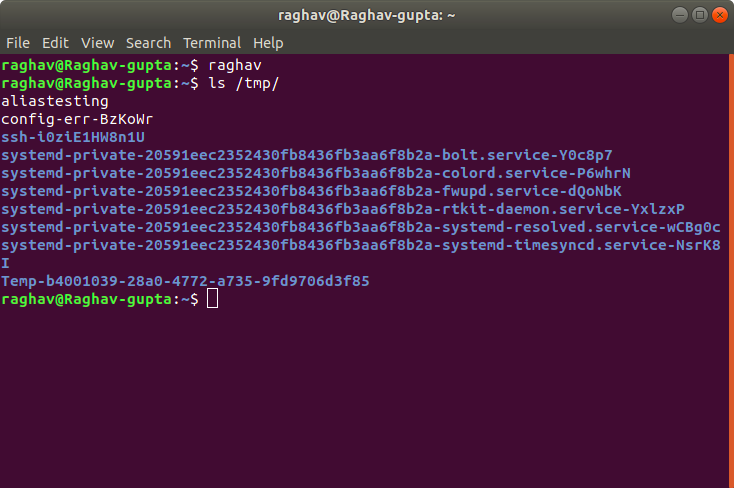 raghav@Raghav-gupta: ~
File Edit View Search Terminal Help
raghav@Raghav-gupta:~$ raghav
raghav@Raghav-gupta:~$ ls /tmp/
aliastesting
config-err-BzKoWr
ssh-i0ziE1HW8n1U
systemd-private-20591eec2352430fb8436fb3aa6f8b2a-bolt.service-Y0c8p7
systemd-private-20591eec2352430fb8436fb3aa6f8b2a-colord.service-P6whrN
systemd-private-20591eec2352430fb8436fb3aa6f8b2a-fwupd.service-dQoNbK
systemd-private-20591eec2352430fb8436fb3aa6f8b2a-rtkit-daemon.service-YxlzxP
systemd-private-20591eec2352430fb8436fb3aa6f8b2a-systemd-resolved.service-wCBg0c
systemd-private-20591eec2352430fb8436fb3aa6f8b2a-systemd-timesyncd.service-NsrK8
I
Temp-b4001039-28a0-4772-a735-9fd9706d3f85
raghav@Raghav-gupta:~$